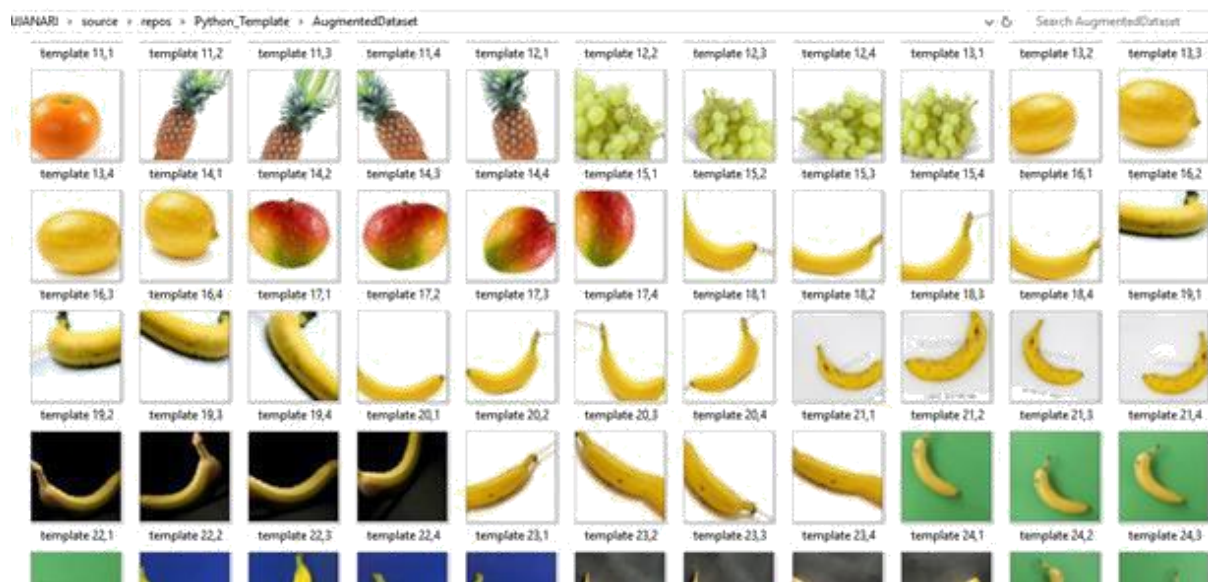 JIANARI > source > repos > Python_Template > AugmentedDataset Search AugmentedDataset
template 11,1 template 11,2 template 11,3 template 11,4 template 12,1 template 12,2 template 12,3 template 12,4 template 13,1 template 13,2 template 13,3
template 13,4 template 14,1 template 14,2 template 14,3 template 14,4 template 15,1 template 15,2 template 15,3 template 15,4 template 16,1 template 16,2
template 16,3 template 16,4 template 17,1 template 17,2 template 17,3 template 17,4 template 18,1 template 18,2 template 18,3 template 18,4 template 19,1
template 19,2 template 19,3 template 19,4 template 20,1 template 20,2 template 20,3 template 20,4 template 21,1 template 21,2 template 21,3 template 21,4
template 22,1 template 22,2 template 22,3 template 22,4 template 23,1 template 23,2 template 23,3 template 23,4 template 24,1 template 24,2 template 24,3